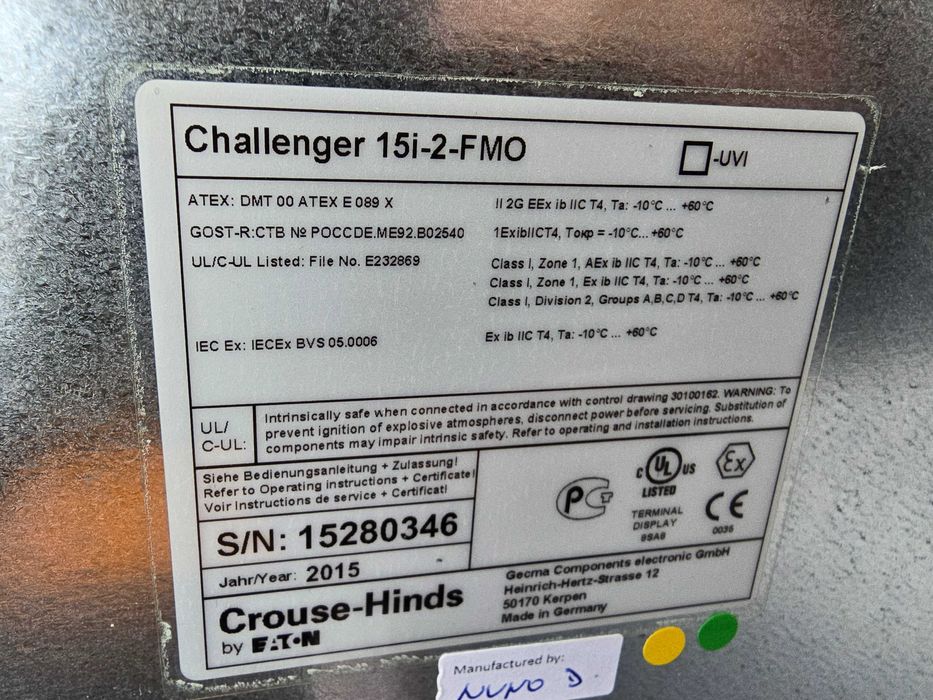 Challenger 15i-2-FMO
-UVI
ATEX: DMT 00 ATEX E 089 X
II 2G EEx ib IIC T4, Ta: -10°C ... +60°C
GOST-R:CTB № POCCDE.ME92.B02540
1ExibIICT4, Токр = -10°C...+60°C
UL/C-UL Listed: File No. E232869
Class I, Zone 1, AEx ib IIC T4, Ta: -10°C ... +60°C
Class I, Zone 1, Ex ib IIC T4, Ta: -10°C ... +60°C
Class I, Division 2, Groups A,B,C,D T4, Ta: -10°C ... +60°C
IEC Ex: IECEx BVS 05.0006
Ex ib IIC T4, Ta: -10°C ... +60°C
UL/
C-UL:
Intrinsically safe when connected in accordance with control drawing 30100162. WARNING: To
prevent ignition of explosive atmospheres, disconnect power before servicing. Substitution of
components may impair intrinsic safety. Refer to operating and installation instructions.
Siehe Bedienungsanleitung + Zulassung!
Refer to Operating instructions + Certificate!
Voir Instructions de service + Certificat!
S/N: 15280346
Jahr/Year: 2015
Crouse-Hinds
by EATON
PCT
C UL US
LISTED
TERMINAL
DISPLAY
8SA8
Ex
CE
0035
Gecma Components electronic GmbH
Heinrich-Hertz-Strasse 12
50170 Kerpen
Made in Germany
Manufactured by:
NUNO D.